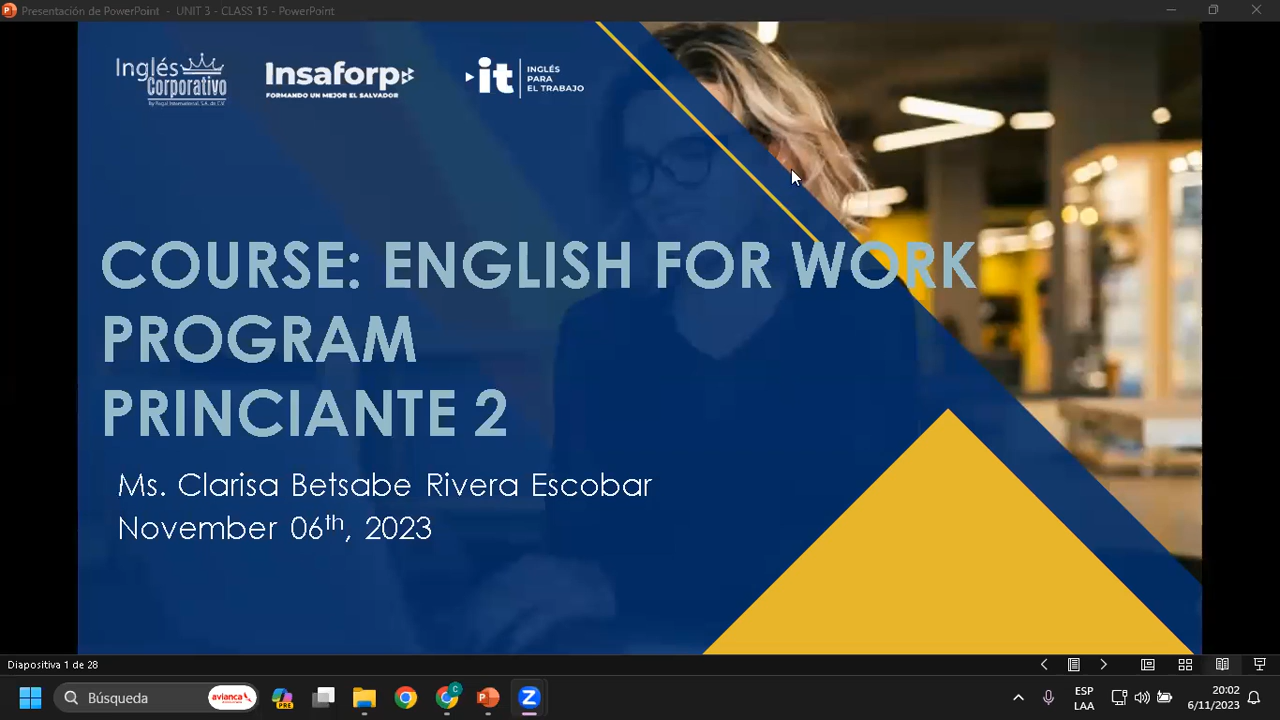 Presentación de PowerPoint - UNIT 3 - CLASS 15 - PowerPoint
Inglés
Corporativo
Insaforp
FORMANDO UN MEJOR EL SALVADOR
it
INGLÉS
PARA
EL TRABAJO
COURSE: ENGLISH FOR WORK
PROGRAM
PRINCIANTE 2
Ms. Clarisa Betsabe Rivera Escobar
November 06th, 2023
Diapositiva 1 de 28
Búsqueda
avianca
PRE
C
Z
LAA
20:02
6/11/2023